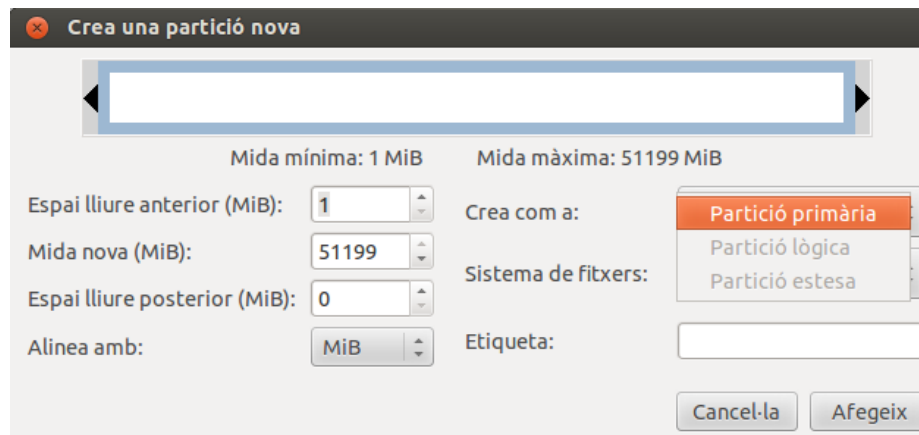 Crea una partició nova
Mida mínima: 1 MiB Mida màxima: 51199 MiB
Espai lliure anterior (MiB): 1
Mida nova (MiB): 51199
Espai lliure posterior (MiB): 0
Alinea amb: MiB
Crea com a:
Partició primària
Partició lògica
Partició estesa
Sistema de fitxers:
Etiqueta:
Cancel·la Afegeix